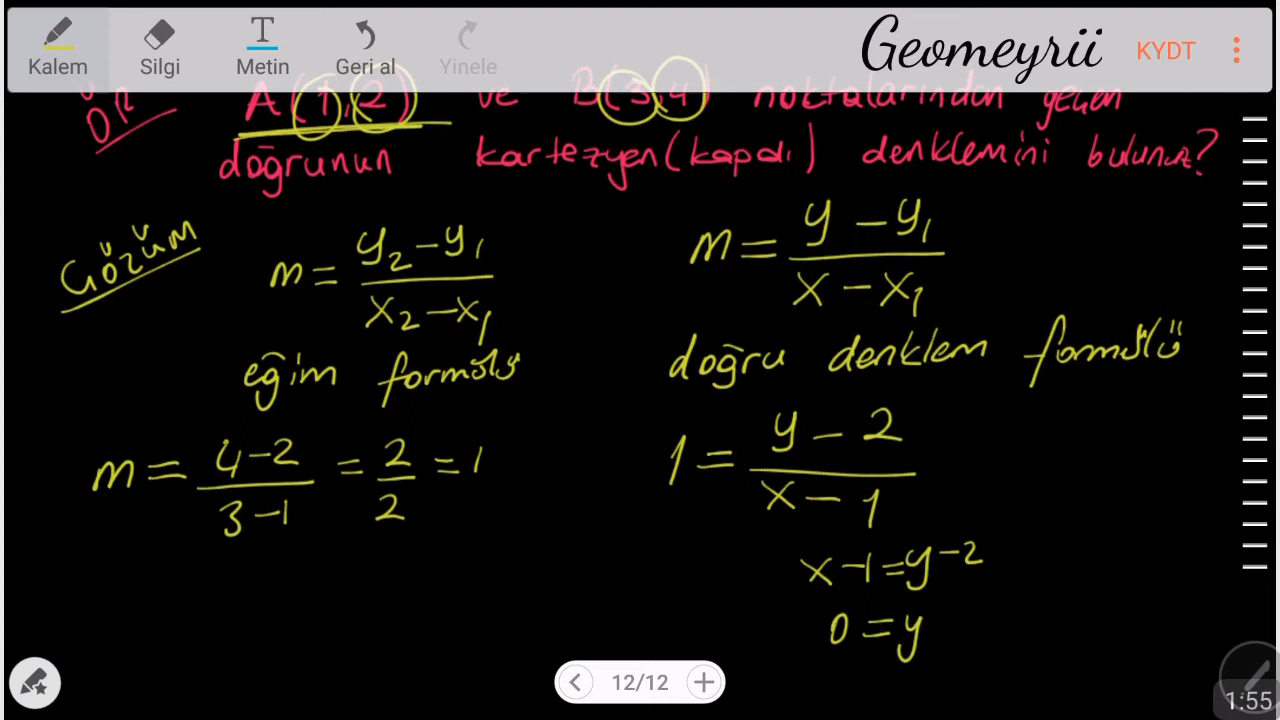 Geomeyrii
KYDT
Kalem Silgi Metin Geri al Yinele
ÖR A(1,2) ve B(3,4) noktalarından geçen
doğrunun kartezyen (kapalı) denklemini bulunuz?
Çözüm
m = (y₂ - y₁)/(x₂ - x₁)
eğim formülü
m = (4-2)/(3-1) = 2/2 = 1
m = (y - y₁)/(x - x₁)
doğru denklem formülü
1 = (y - 2)/(x - 1)
x - 1 = y - 2
0 = y
12/12
1:55